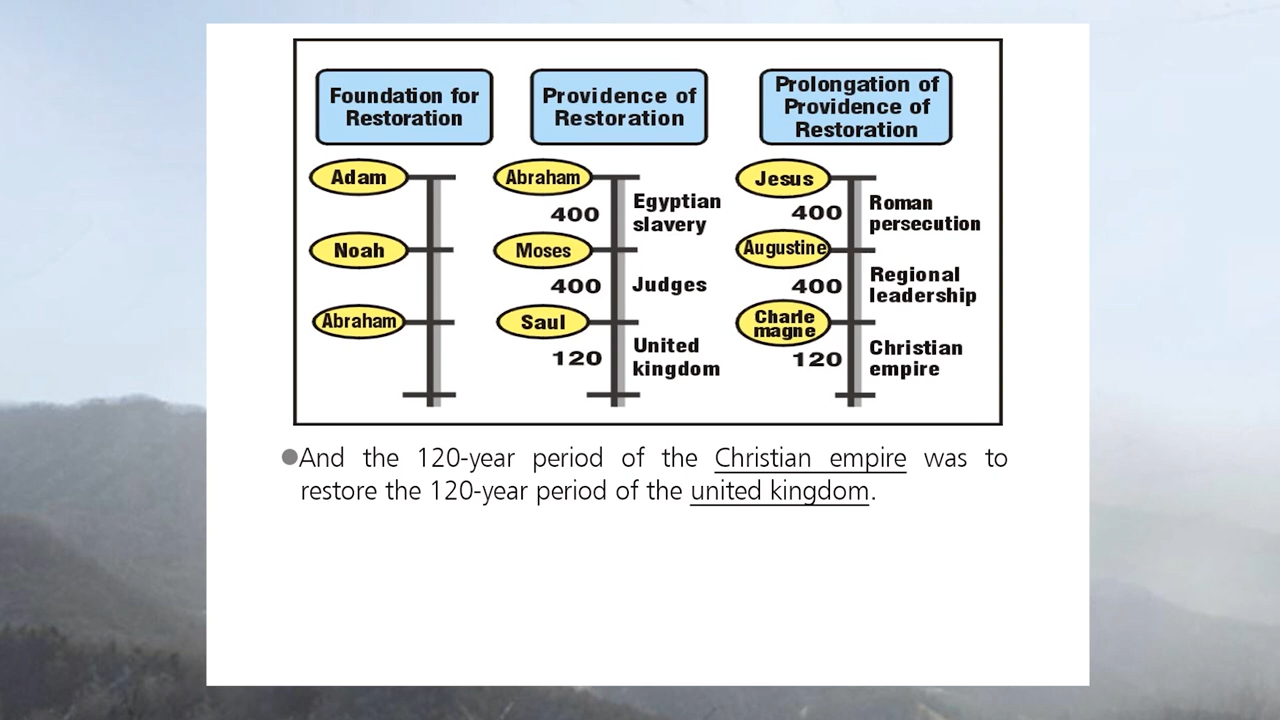 Foundation for
Restoration
Adam
Noah
Abraham
Providence of
Restoration
Abraham
400
Egyptian
slavery
Moses
400
Judges
Saul
120
United
kingdom
Prolongation of
Providence of
Restoration
Jesus
400
Roman
persecution
Augustine
400
Regional
leadership
Charle
magne
120
Christian
empire
●And the 120-year period of the Christian empire was to
restore the 120-year period of the united kingdom.